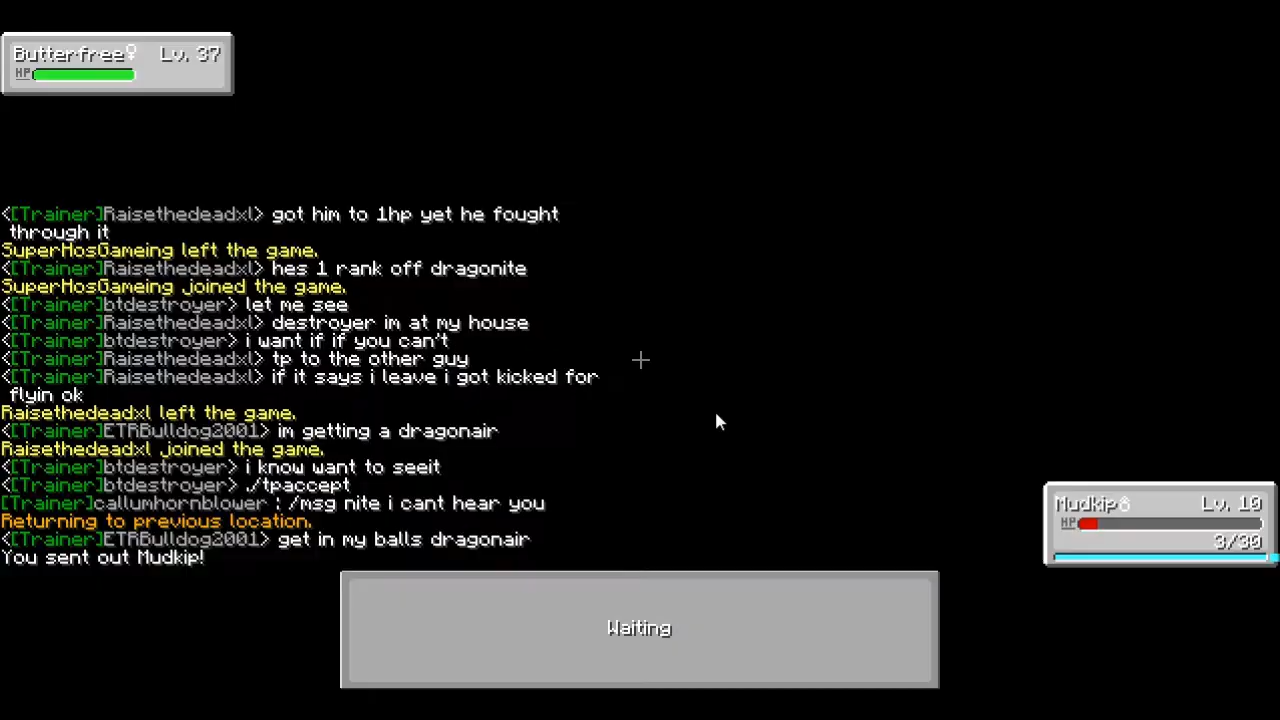 Butterfree♀ Lv. 37
HP
<[Trainer]Raisethedeadxl> got him to 1hp yet he fought
through it
SuperHosGameing left the game.
<[Trainer]Raisethedeadxl> hes 1 rank off dragonite
SuperHosGameing joined the game.
<[Trainer]btdestroyer> let me see
<[Trainer]Raisethedeadxl> destroyer im at my house
<[Trainer]btdestroyer> i want if if you can't
<[Trainer]Raisethedeadxl> tp to the other guy
<[Trainer]Raisethedeadxl> if it says i leave i got kicked for
flyin ok
Raisethedeadxl left the game.
<[Trainer]ETRBulldog2001> im getting a dragonair
Raisethedeadxl joined the game.
<[Trainer]btdestroyer> i know want to seeit
<[Trainer]btdestroyer> ./tpaccept
[Trainer]callumhornblower : /msg nite i cant hear you
Returning to previous location.
<[Trainer]ETRBulldog2001> get in my balls dragonair
You sent out Mudkip!
Mudkip♂ Lv. 10
HP
3/30
Waiting